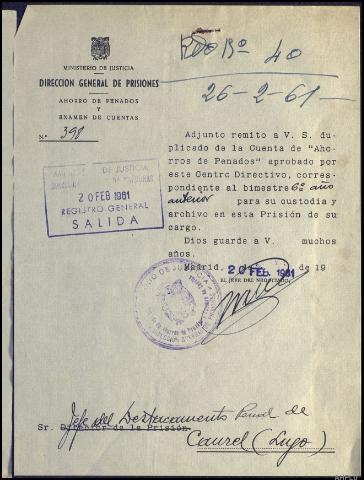 Rdo Bº 40
26-2-61-
MINISTERIO DE JUSTICIA
DIRECCION GENERAL DE PRISIONES
AHORRO DE PENADOS
Y
EXAMEN DE CUENTAS
N.º 398
Adjunto remito a V. S. du-
plicado de la Cuenta de "Aho-
rros de Penados" aprobado por
este Centro Directivo, corres-
pondiente al bimestre 6º año
anterior para su custodia y
archivo en esta Prisión de su
cargo.
Dios guarde a V. muchos
años.
DE JUSTICIA
20 FEB 1961
REGISTRO GENERAL
SALIDA
Madrid, de 19
20 FEB. 1961
EL JEFE DEL NEGOCIADO
Jefe del Destacamento Penal de
Sr. Director de la Prisión
Caurel (Lugo)